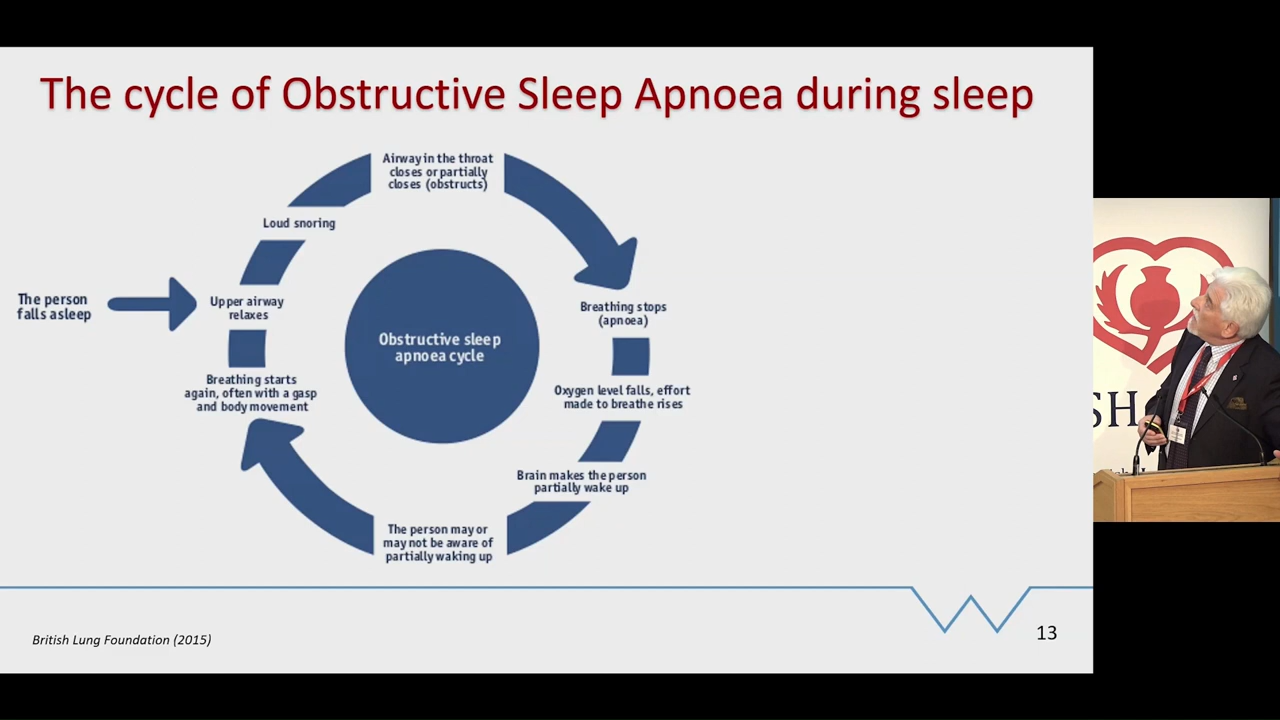 The cycle of Obstructive Sleep Apnoea during sleep
Airway in the throat
closes or partially
closes (obstructs)
Loud snoring
The person
falls asleep
Upper airway
relaxes
Breathing stops
(apnoea)
Obstructive sleep
apnoea cycle
Breathing starts
again, often with a gasp
and body movement
Oxygen level falls, effort
made to breathe rises
Brain makes the person
partially wake up
The person may or
may not be aware of
partially waking up
British Lung Foundation (2015)
13